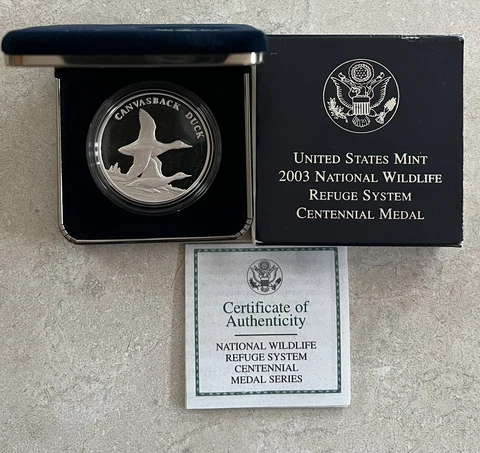 CANVASBACK DUCK
UNITED STATES MINT
2003 NATIONAL WILDLIFE
REFUGE SYSTEM
CENTENNIAL MEDAL
Certificate of
Authenticity
NATIONAL WILDLIFE
REFUGE SYSTEM
CENTENNIAL
MEDAL SERIES